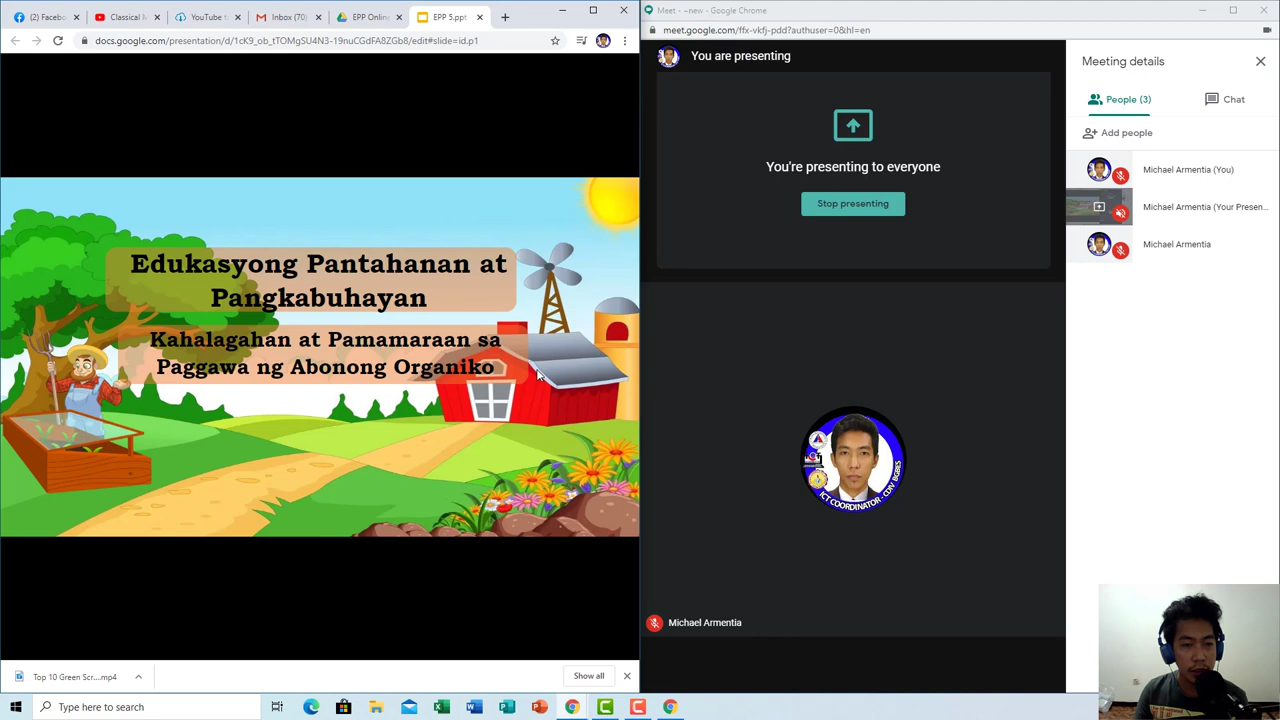 (2) Facebo
Classical M
YouTube t
Inbox (70)
EPP Onlin
EPP 5.ppt
docs.google.com/presentation/d/1cK9_ob_tTOMgSU4N3-19nuCGdFA8ZGb8/edit#slide=id.p1
Edukasyong Pantahanan at
Pangkabuhayan
Kahalagahan at Pamamaraan sa
Paggawa ng Abonong Organiko
Top 10 Green Scr....mp4
Show all
Meet - ~new - Google Chrome
meet.google.com/ffx-vkfj-pdd?authuser=0&hl=en
You are presenting
You're presenting to everyone
Stop presenting
ICT COORDINATOR - CDIV BGBES
Michael Armentia
Meeting details
People (3)
Chat
Add people
Michael Armentia (You)
Michael Armentia (Your Presen...
Michael Armentia
Type here to search